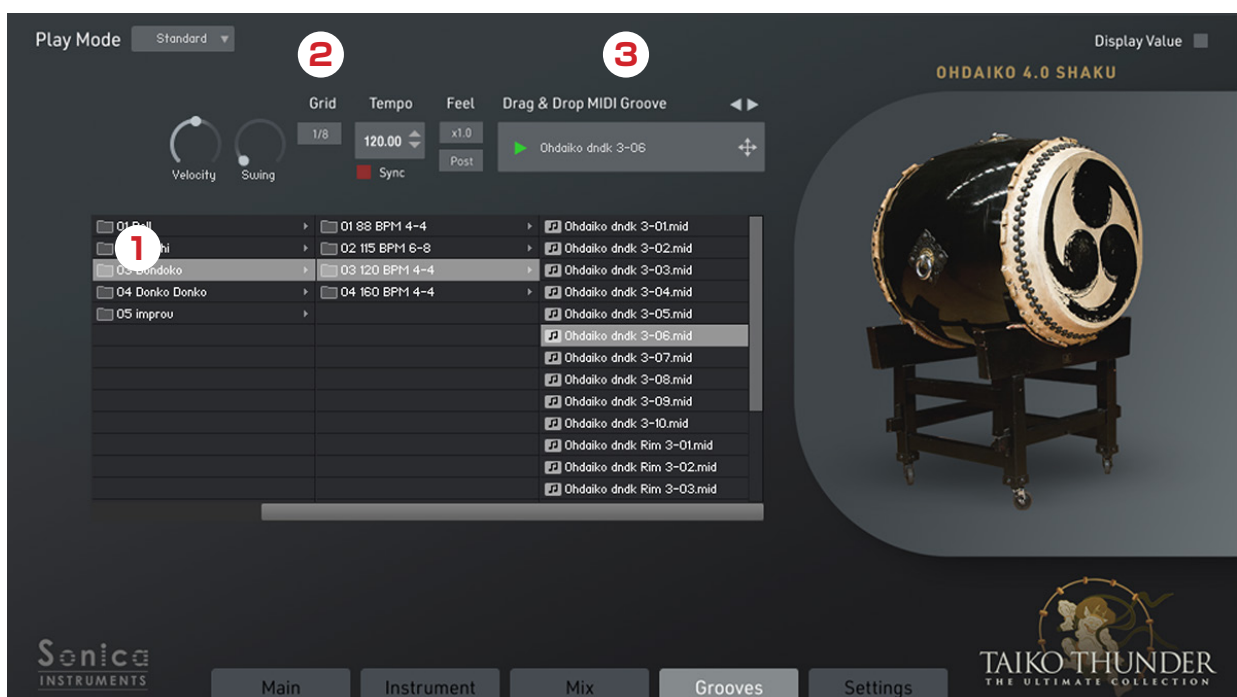 Play Mode Standard
2
3
Display Value
OHDAIKO 4.0 SHAKU
Grid Tempo Feel Drag & Drop MIDI Groove
1/8 120.00 x1.0
Ohdaiko dndk 3-06
Post
Velocity Swing Sync
01 88 BPM 4-4 Ohdaiko dndk 3-01.mid
1
02 115 BPM 6-8 Ohdaiko dndk 3-02.mid
03 120 BPM 4-4 Ohdaiko dndk 3-03.mid
04 Donko Donko 04 160 BPM 4-4 Ohdaiko dndk 3-04.mid
05 improv Ohdaiko dndk 3-05.mid
Ohdaiko dndk 3-06.mid
Ohdaiko dndk 3-07.mid
Ohdaiko dndk 3-08.mid
Ohdaiko dndk 3-09.mid
Ohdaiko dndk 3-10.mid
Ohdaiko dndk Rim 3-01.mid
Ohdaiko dndk Rim 3-02.mid
Ohdaiko dndk Rim 3-03.mid
Sonica
INSTRUMENTS
TAIKO THUNDER
THE ULTIMATE COLLECTION
Main Instrument Mix Grooves Settings